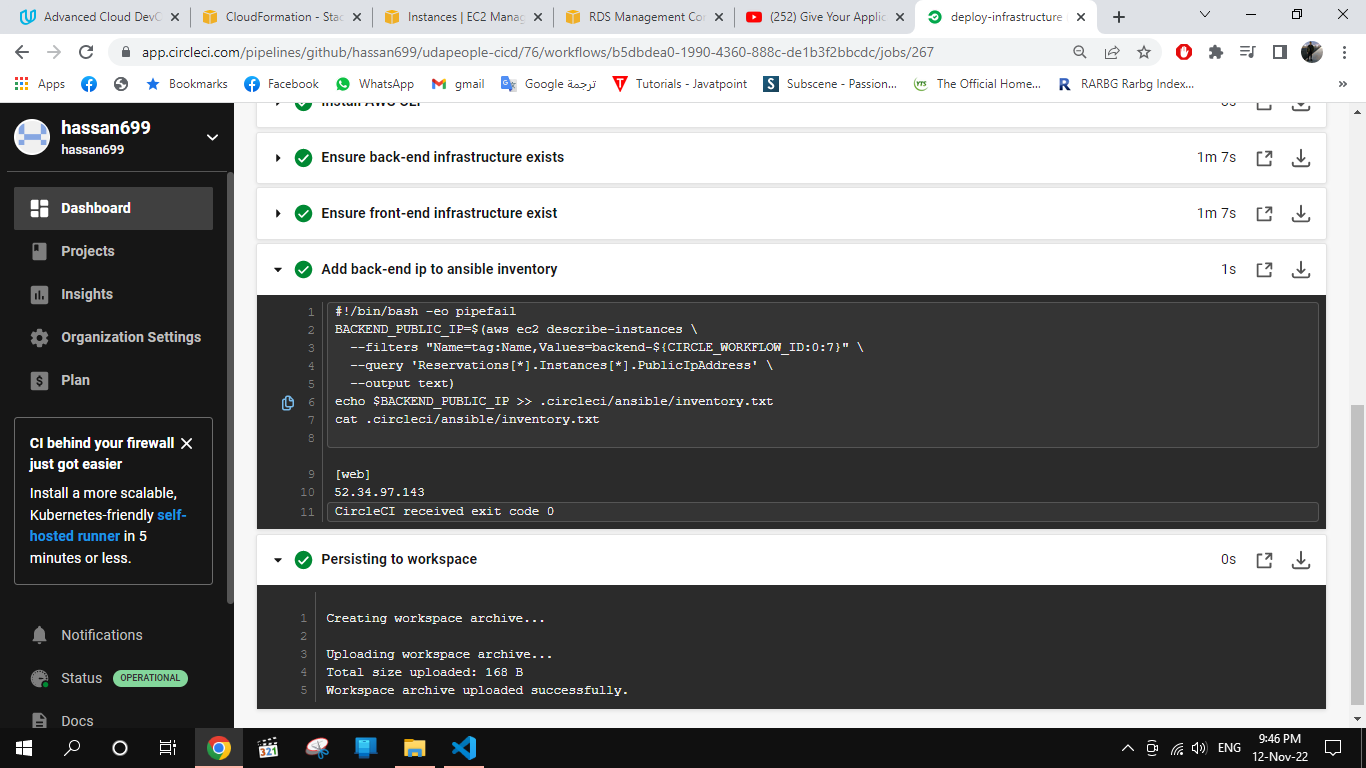 Advanced Cloud DevO
CloudFormation - Stac
Instances | EC2 Manag
RDS Management Con
(252) Give Your Applic
deploy-infrastructure
app.circleci.com/pipelines/github/hassan699/udapeople-cicd/76/workflows/b5dbdea0-1990-4360-888c-de1b3f2bbcdc/jobs/267
Apps
Bookmarks
Facebook
WhatsApp
gmail
Google ترجمة
Tutorials - Javatpoint
Subscene - Passion...
The Official Home...
RARBG Rarbg Index...
»
hassan699
hassan699
Dashboard
Projects
Insights
Organization Settings
Plan
CI behind your firewall
just got easier
Install a more scalable,
Kubernetes-friendly self-
hosted runner in 5
minutes or less.
Notifications
Status OPERATIONAL
Docs
Install AWS CLI
Ensure back-end infrastructure exists 1m 7s
Ensure front-end infrastructure exist 1m 7s
Add back-end ip to ansible inventory 1s
1 #!/bin/bash -eo pipefail
2 BACKEND_PUBLIC_IP=$(aws ec2 describe-instances \
3 --filters "Name=tag:Name,Values=backend-${CIRCLE_WORKFLOW_ID:0:7}" \
4 --query 'Reservations[*].Instances[*].PublicIpAddress' \
5 --output text)
6 echo $BACKEND_PUBLIC_IP >> .circleci/ansible/inventory.txt
7 cat .circleci/ansible/inventory.txt
8
9 [web]
10 52.34.97.143
11 CircleCI received exit code 0
Persisting to workspace 0s
1 Creating workspace archive...
2
3 Uploading workspace archive...
4 Total size uploaded: 168 B
5 Workspace archive uploaded successfully.
321
ENG
9:46 PM
12-Nov-22